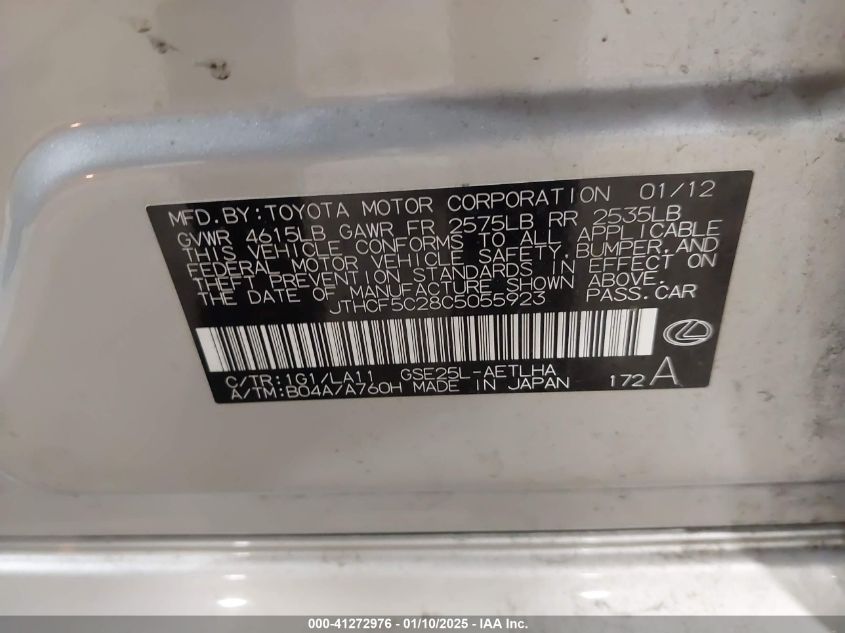 MFD.BY:TOYOTA MOTOR CORPORATION 01/12
GVWR 4615LB GAWR FR 2575LB RR 2535LB
THIS VEHICLE CONFORMS TO ALL APPLICABLE
FEDERAL MOTOR VEHICLE SAFETY,BUMPER,AND
THEFT PREVENTION STANDARDS IN EFFECT ON
THE DATE OF MANUFACTURE SHOWN ABOVE.
JTHCF5C28C5055923 PASS.CAR
C/TR:1G1/LA11 GSE25L-AETLHA
A/TM:B04A/A760H MADE IN JAPAN 172A
000-41272976 - 01/10/2025 - IAA Inc.